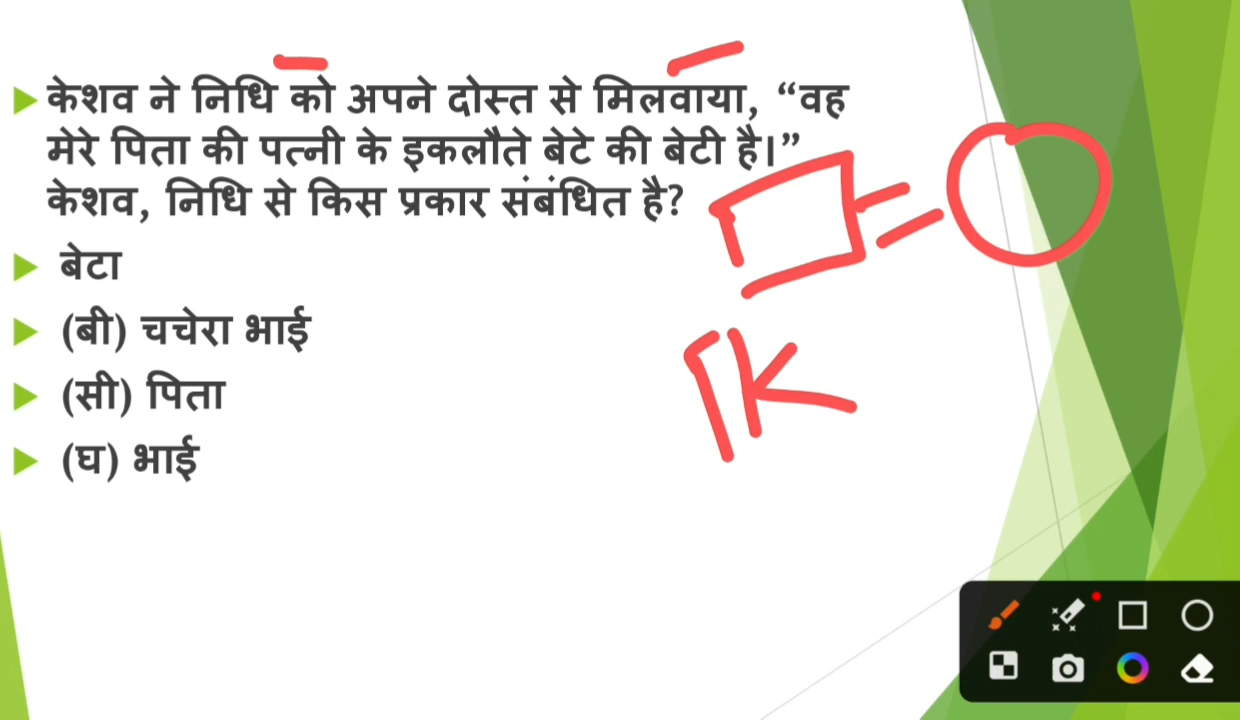 केशव ने निधि को अपने दोस्त से मिलवाया, “वह
मेरे पिता की पत्नी के इकलौते बेटे की बेटी है।”
केशव, निधि से किस प्रकार संबंधित है?
बेटा
(बी) चचेरा भाई
(सी) पिता
(घ) भाई
K